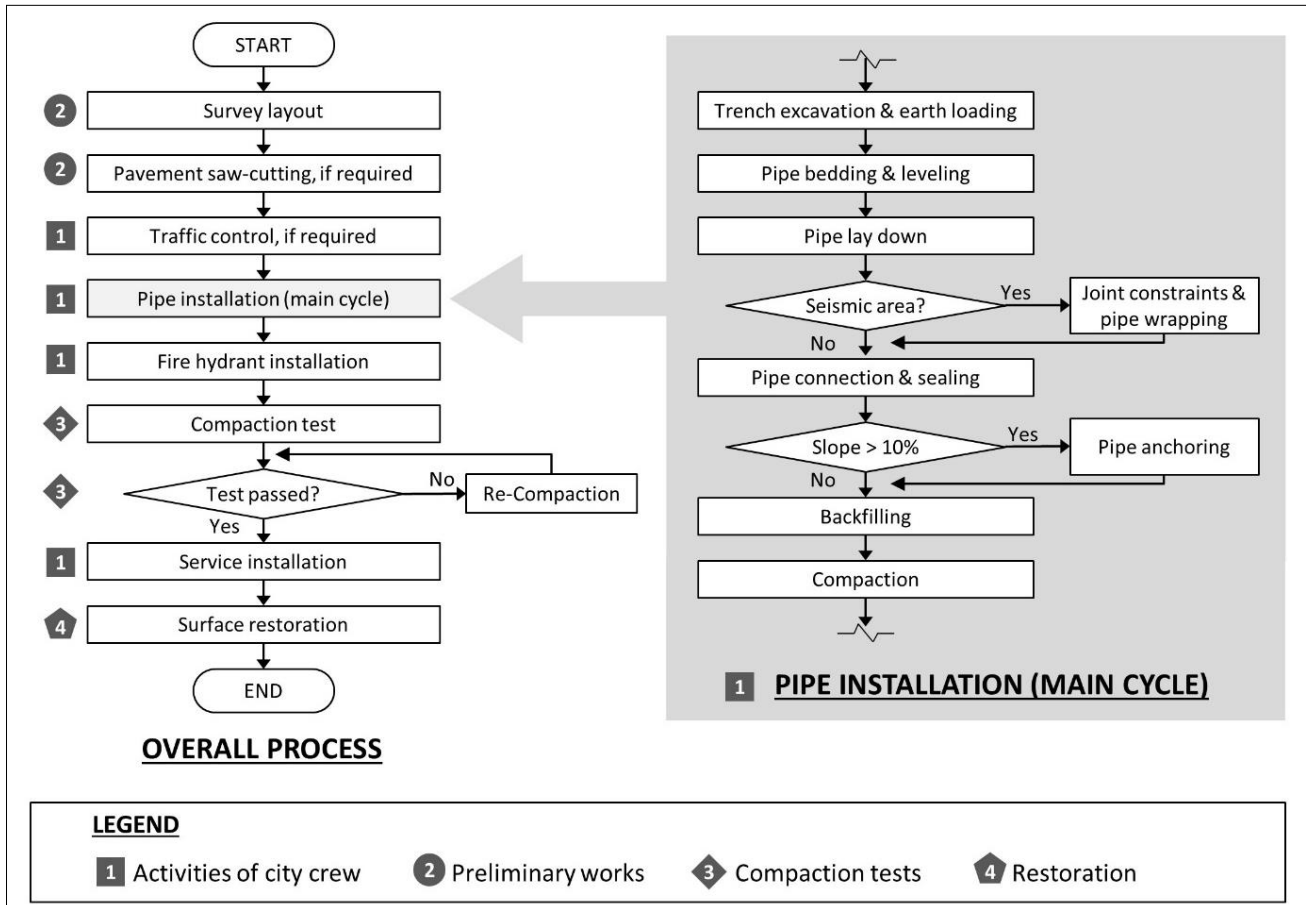 START
2
Survey layout
2
Pavement saw-cutting, if required
1
Traffic control, if required
1
Pipe installation (main cycle)
1
Fire hydrant installation
3
Compaction test
3
Test passed?
No
Re-Compaction
Yes
1
Service installation
4
Surface restoration
END
OVERALL PROCESS
Trench excavation & earth loading
Pipe bedding & leveling
Pipe lay down
Seismic area?
Yes
Joint constraints &
pipe wrapping
No
Pipe connection & sealing
Slope > 10%
Yes
Pipe anchoring
No
Backfilling
Compaction
1 PIPE INSTALLATION (MAIN CYCLE)
LEGEND
1 Activities of city crew
2 Preliminary works
3 Compaction tests
4 Restoration